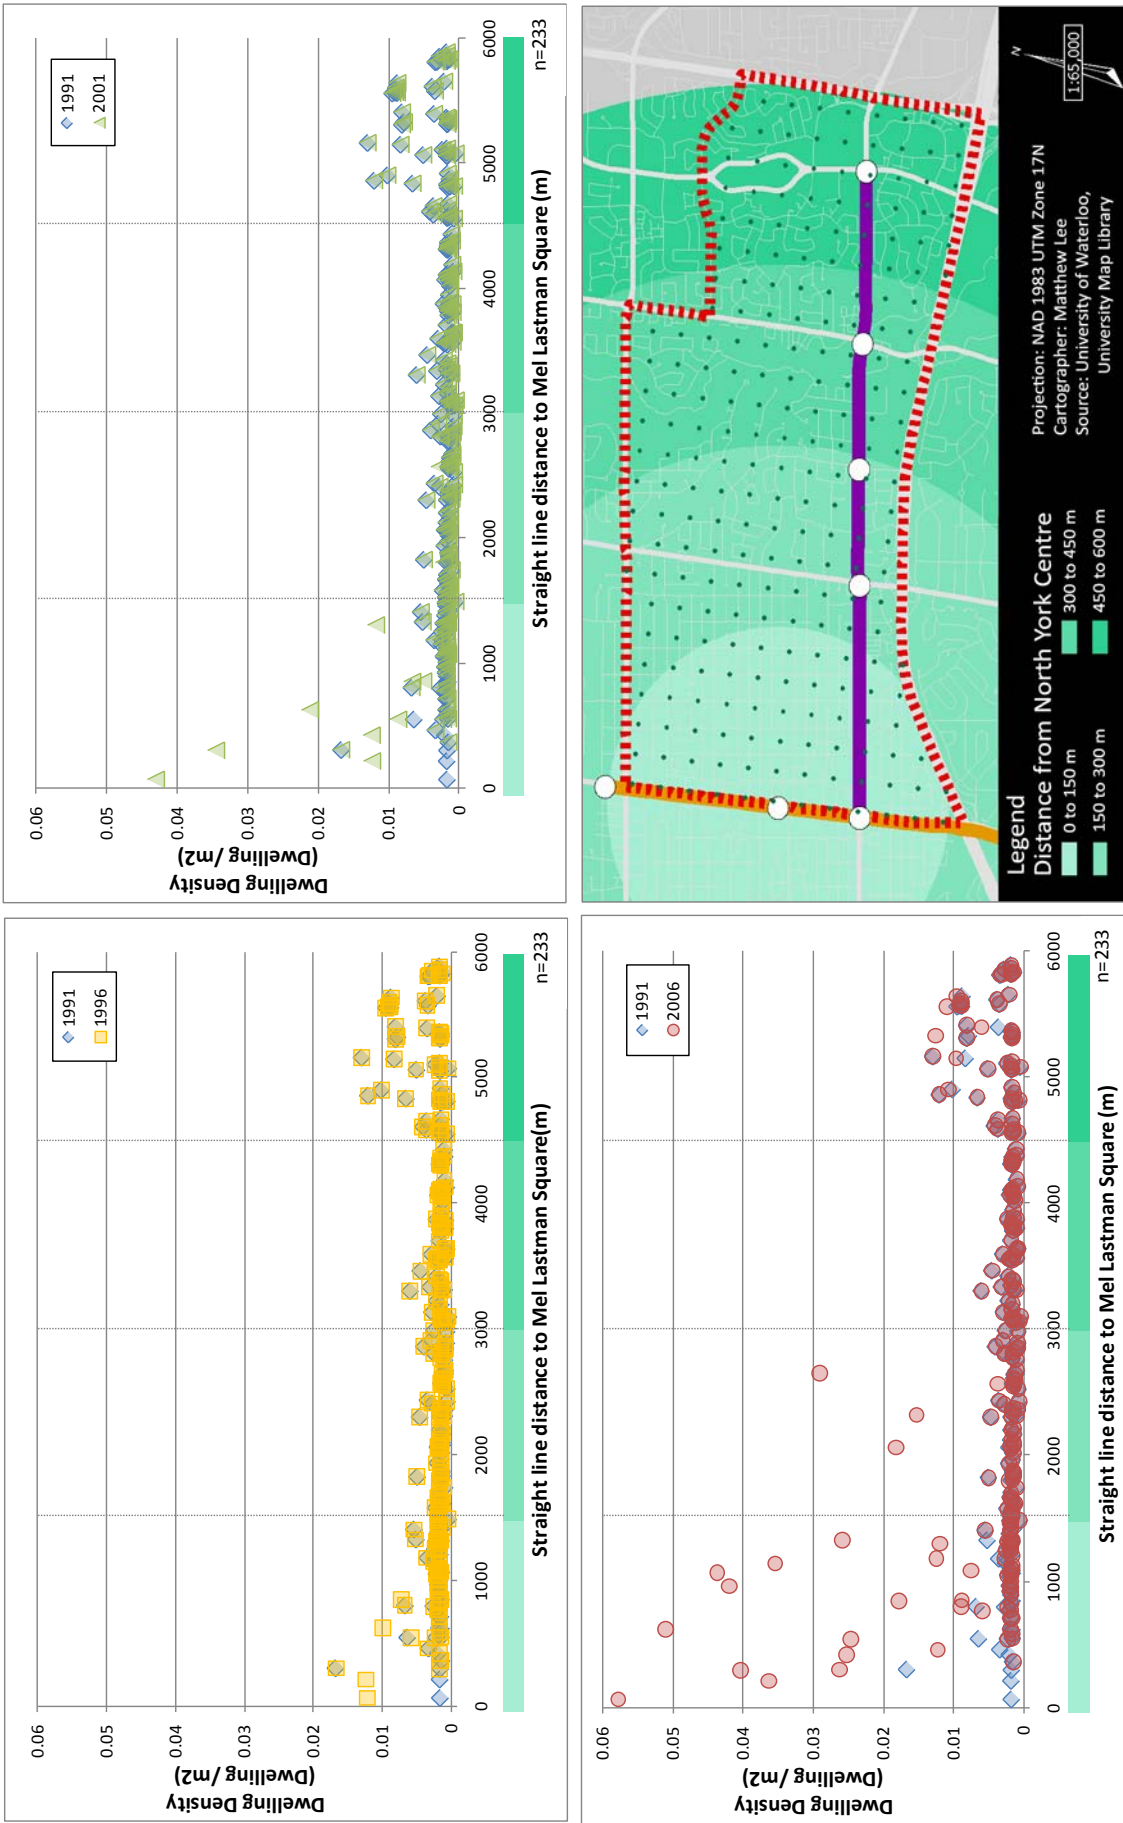 0.06
0.05
0.04
0.03
0.02
0.01
0
Dwelling Density
(Dwelling /m2)
0
1000
2000
3000
4000
5000
6000
Straight line distance to Mel Lastman Square(m)
n=233
1991
1996
0.06
0.05
0.04
0.03
0.02
0.01
0
Dwelling Density
(Dwelling /m2)
0
1000
2000
3000
4000
5000
6000
Straight line distance to Mel Lastman Square (m)
n=233
1991
2001
0.06
0.05
0.04
0.03
0.02
0.01
0
Dwelling Density
(Dwelling /m2)
0
1000
2000
3000
4000
5000
6000
Straight line distance to Mel Lastman Square (m)
n=233
1991
2006
Legend
Distance from North York Centre
0 to 150 m
300 to 450 m
150 to 300 m
450 to 600 m
Projection: NAD 1983 UTM Zone 17N
Cartographer: Matthew Lee
Source: University of Waterloo,
University Map Library
N
1:65,000